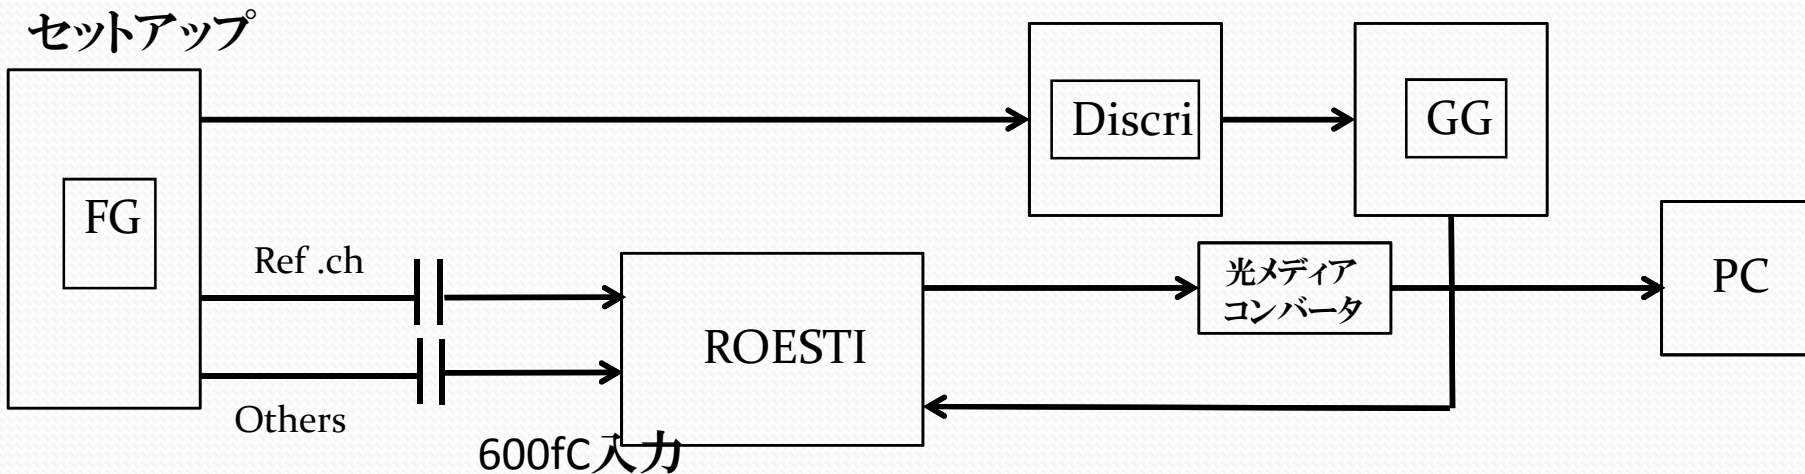 セットアップ
FG
Discri
GG
Ref .ch
Others
600fC入力
ROESTI
光メディア
コンバータ
PC